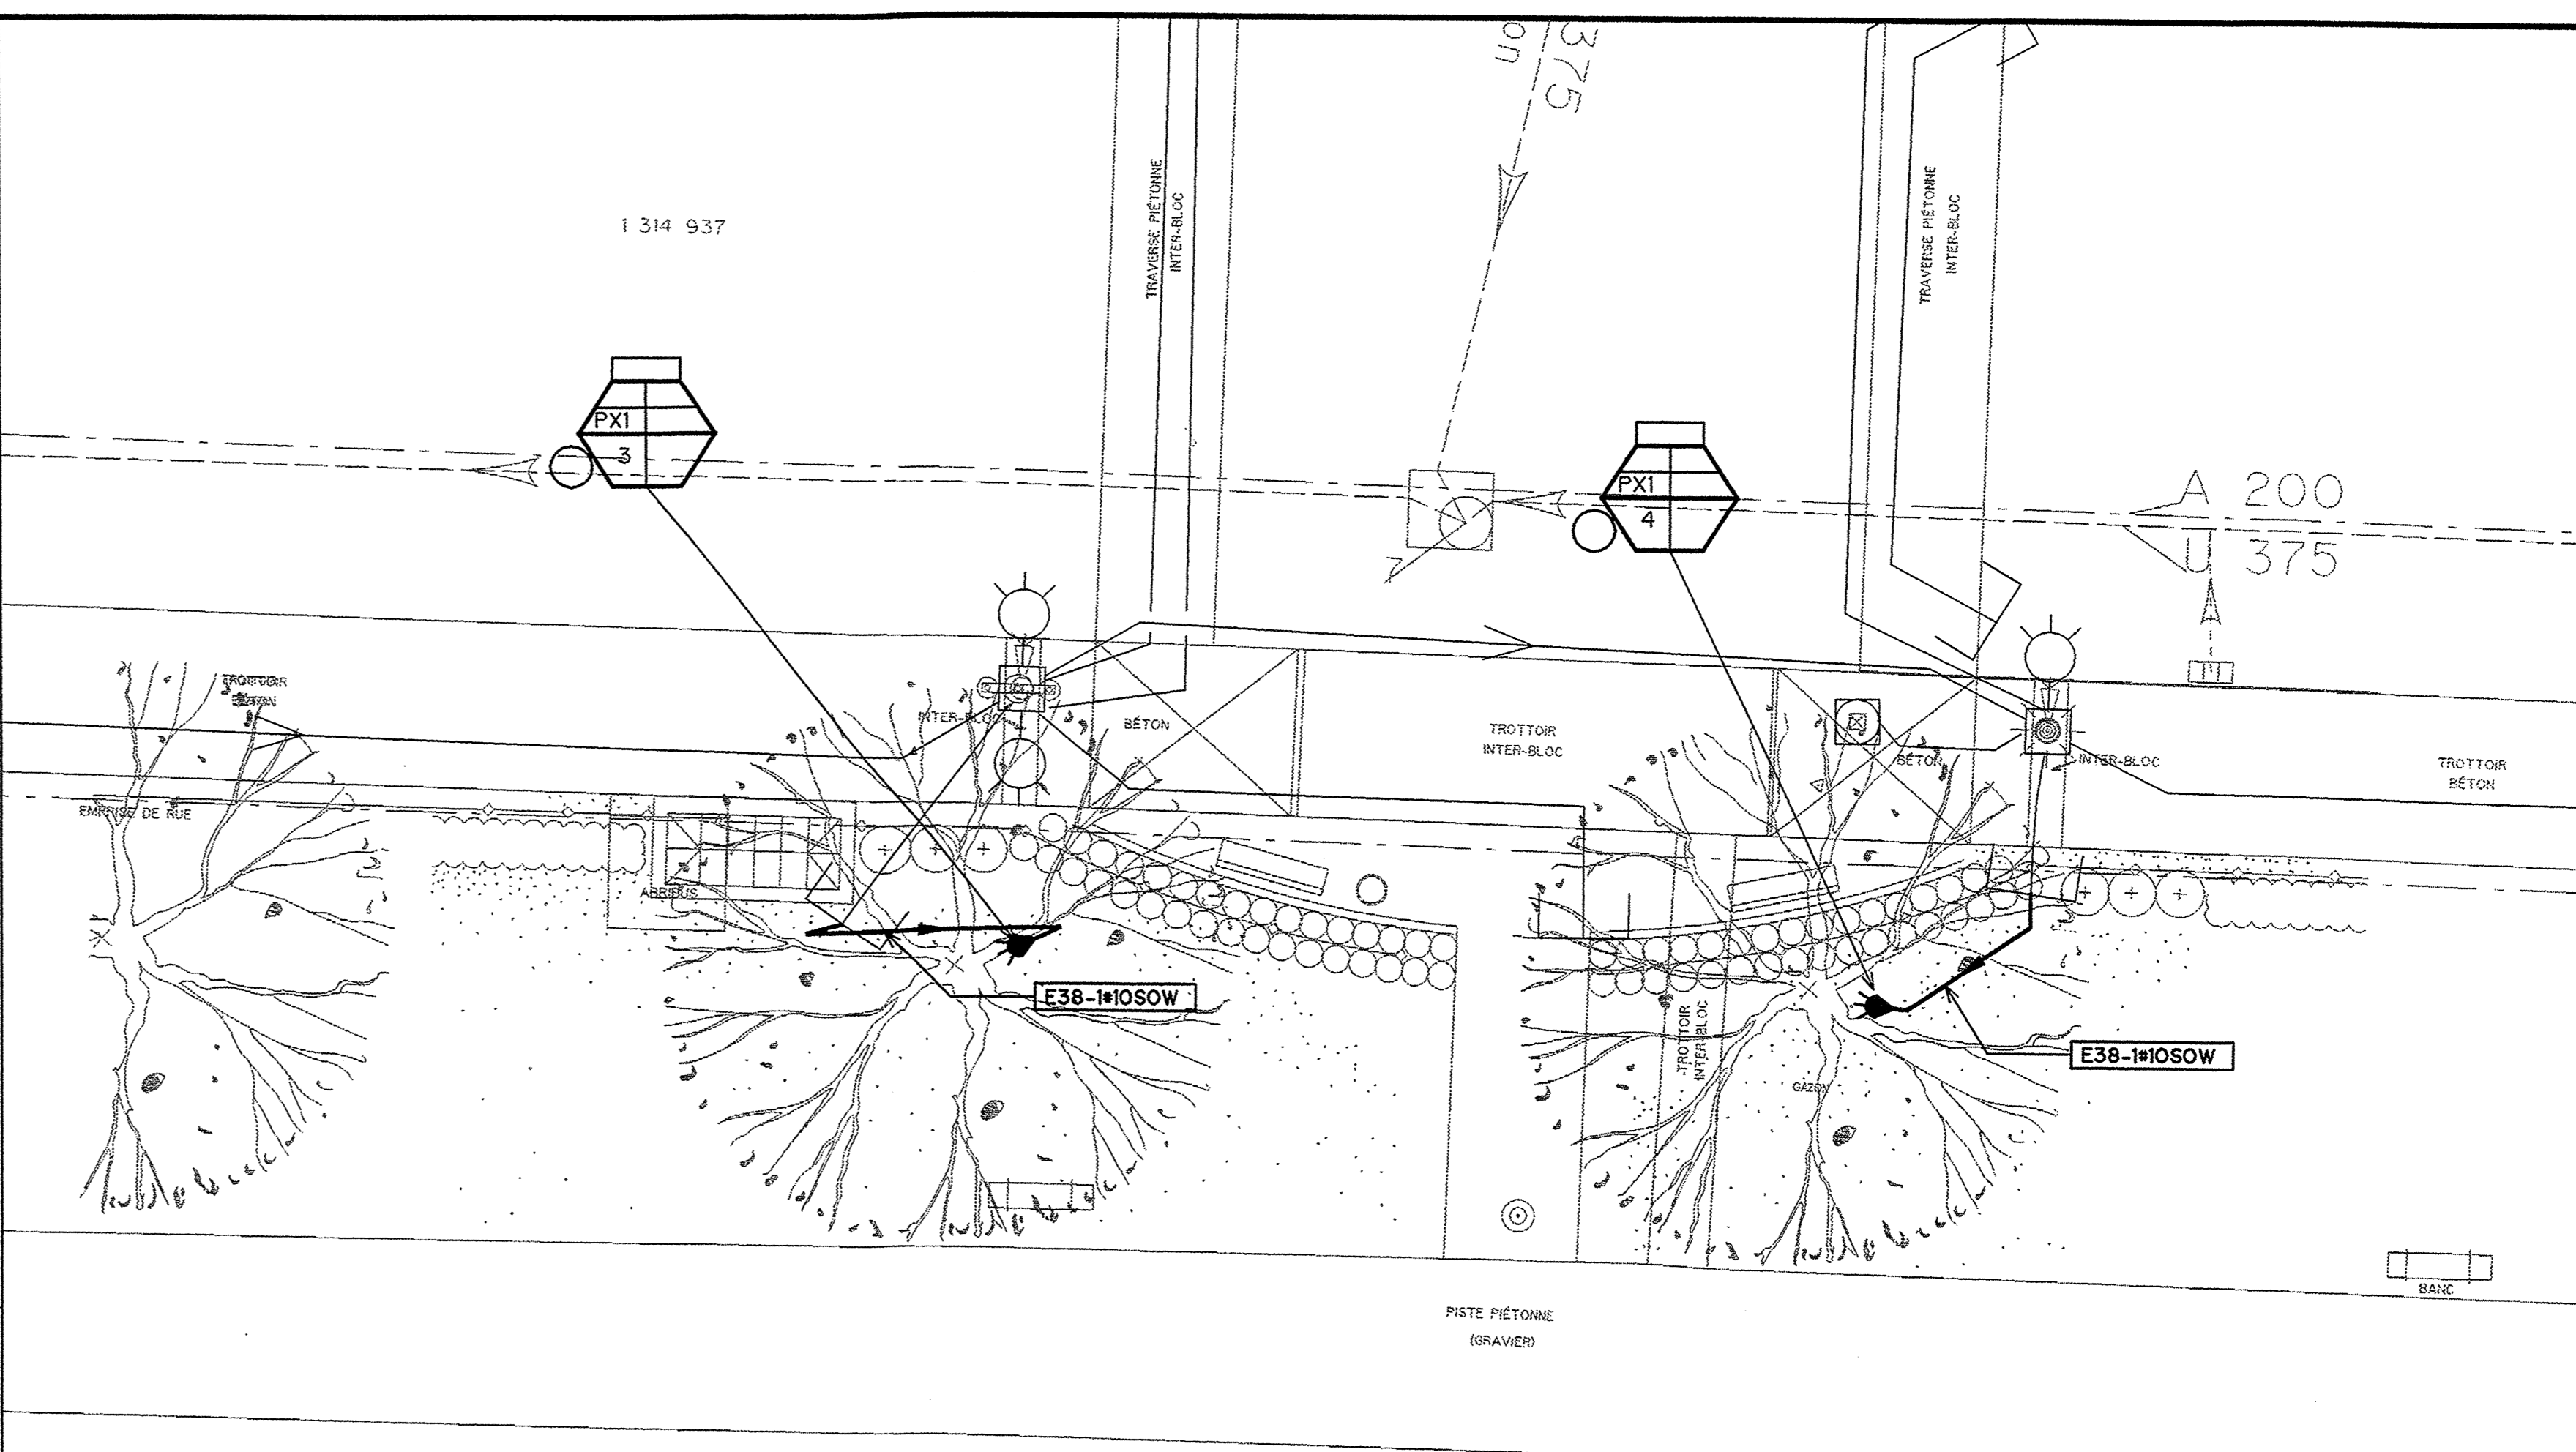 375
on
TRAVERSE PIÉTONNE
INTER-BLOC
TRAVERSE PIÉTONNE
INTER-BLOC
1 314 937
PX1
3
PX1
4
A 200
U 375
TROTTOIR
BÉTON
INTER-BLOC
BÉTON
TROTTOIR
INTER-BLOC
BÉTON
INTER-BLOC
TROTTOIR
BÉTON
EMPRISE DE RUE
ABRIBUS
E38-1#10SOW
TROTTOIR
INTER-BLOC
E38-1#10SOW
GAZON
BANC
PISTE PIÉTONNE
(GRAVIER)